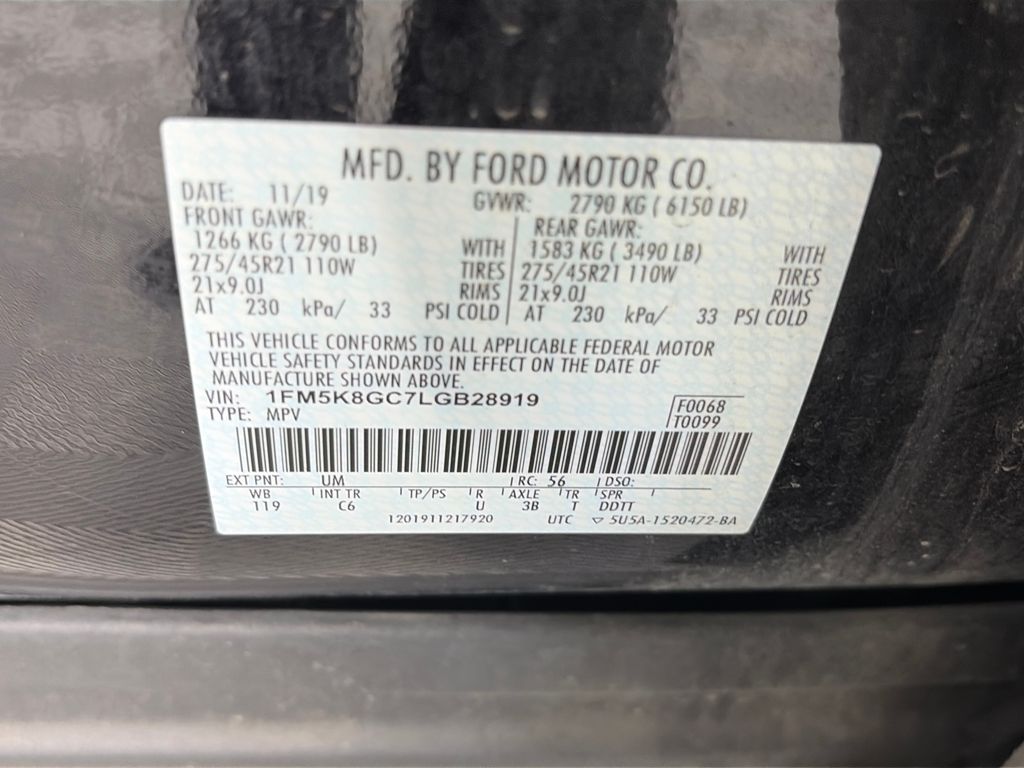 MFD. BY FORD MOTOR CO.
DATE: 11/19 GVWR: 2790 KG ( 6150 LB)
FRONT GAWR: REAR GAWR:
1266 KG ( 2790 LB) WITH 1583 KG ( 3490 LB) WITH
275/45R21 110W TIRES 275/45R21 110W TIRES
21x9.0J RIMS 21x9.0J RIMS
AT 230 kPa/ 33 PSI COLD AT 230 kPa/ 33 PSI COLD
THIS VEHICLE CONFORMS TO ALL APPLICABLE FEDERAL MOTOR
VEHICLE SAFETY STANDARDS IN EFFECT ON THE DATE OF
MANUFACTURE SHOWN ABOVE.
VIN: 1FM5K8GC7LGB28919 F0068
TYPE: MPV T0099
EXT PNT: UM RC: 56 DSO:
WB INT TR TP/PS R AXLE TR SPR
119 C6 U 3B T DDTT
1201911217920 UTC ▽ 5U5A-1520472-BA